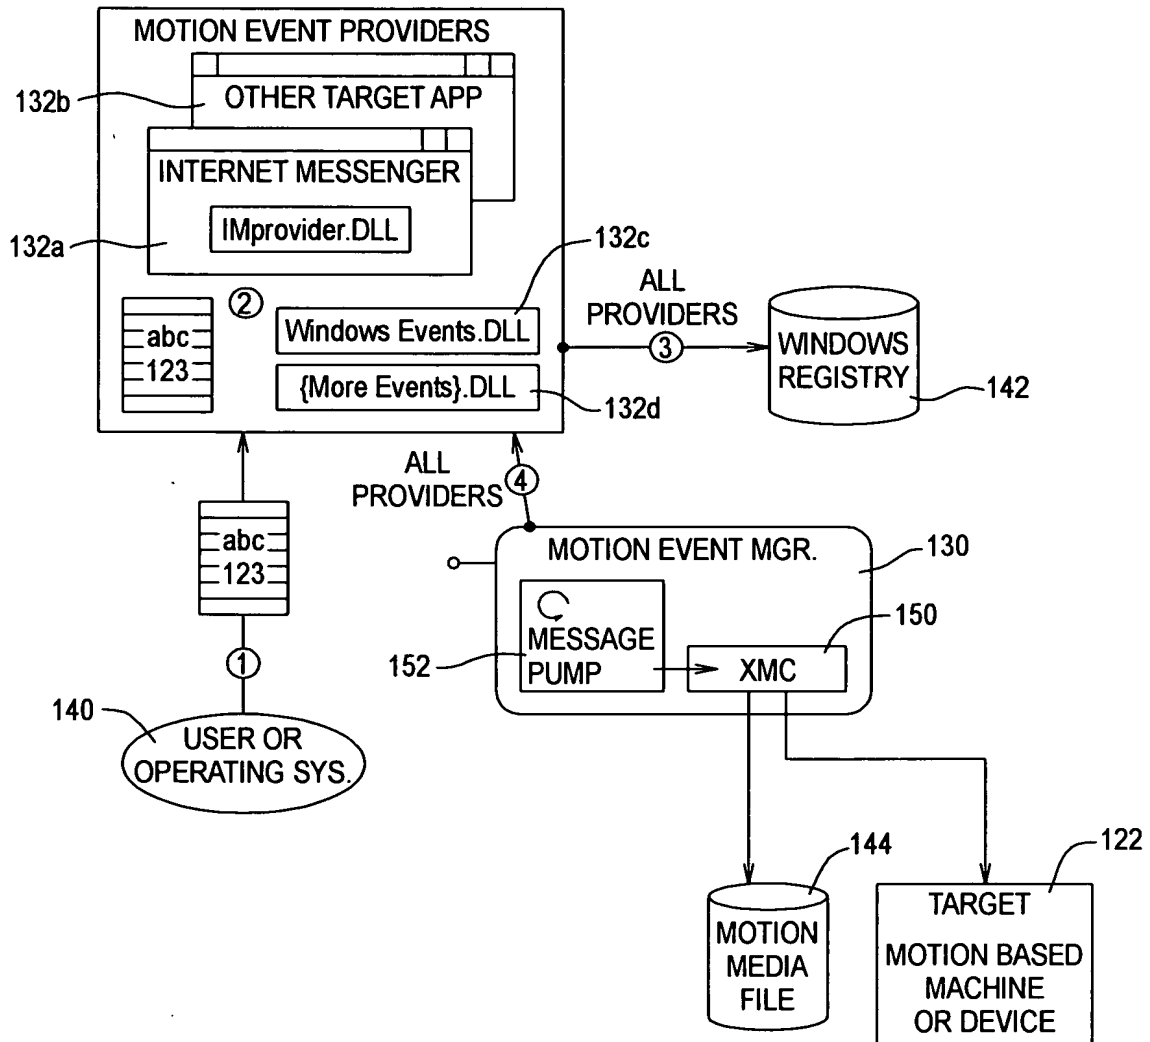 MOTION EVENT PROVIDERS
132b
OTHER TARGET APP
INTERNET MESSENGER
IMprovider.DLL
132a
132c
2
abc
123
Windows Events.DLL
{More Events}.DLL
132d
ALL
PROVIDERS
3
WINDOWS
REGISTRY
142
ALL
PROVIDERS
4
abc
123
1
140
USER OR
OPERATING SYS.
MOTION EVENT MGR.
130
150
152
MESSAGE
PUMP
XMC
144
MOTION
MEDIA
FILE
122
TARGET
MOTION BASED
MACHINE
OR DEVICE